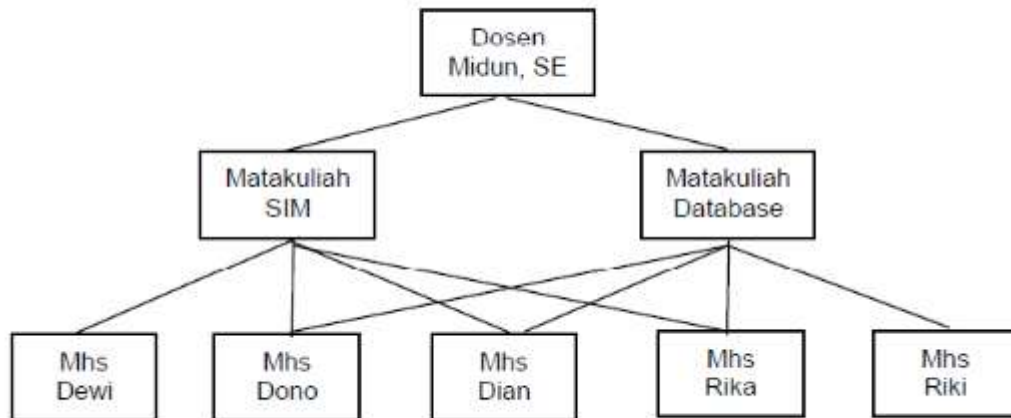 Dosen
Midun, SE
Matakuliah
SIM
Matakuliah
Database
Mhs
Dewi
Mhs
Dono
Mhs
Dian
Mhs
Rika
Mhs
Riki